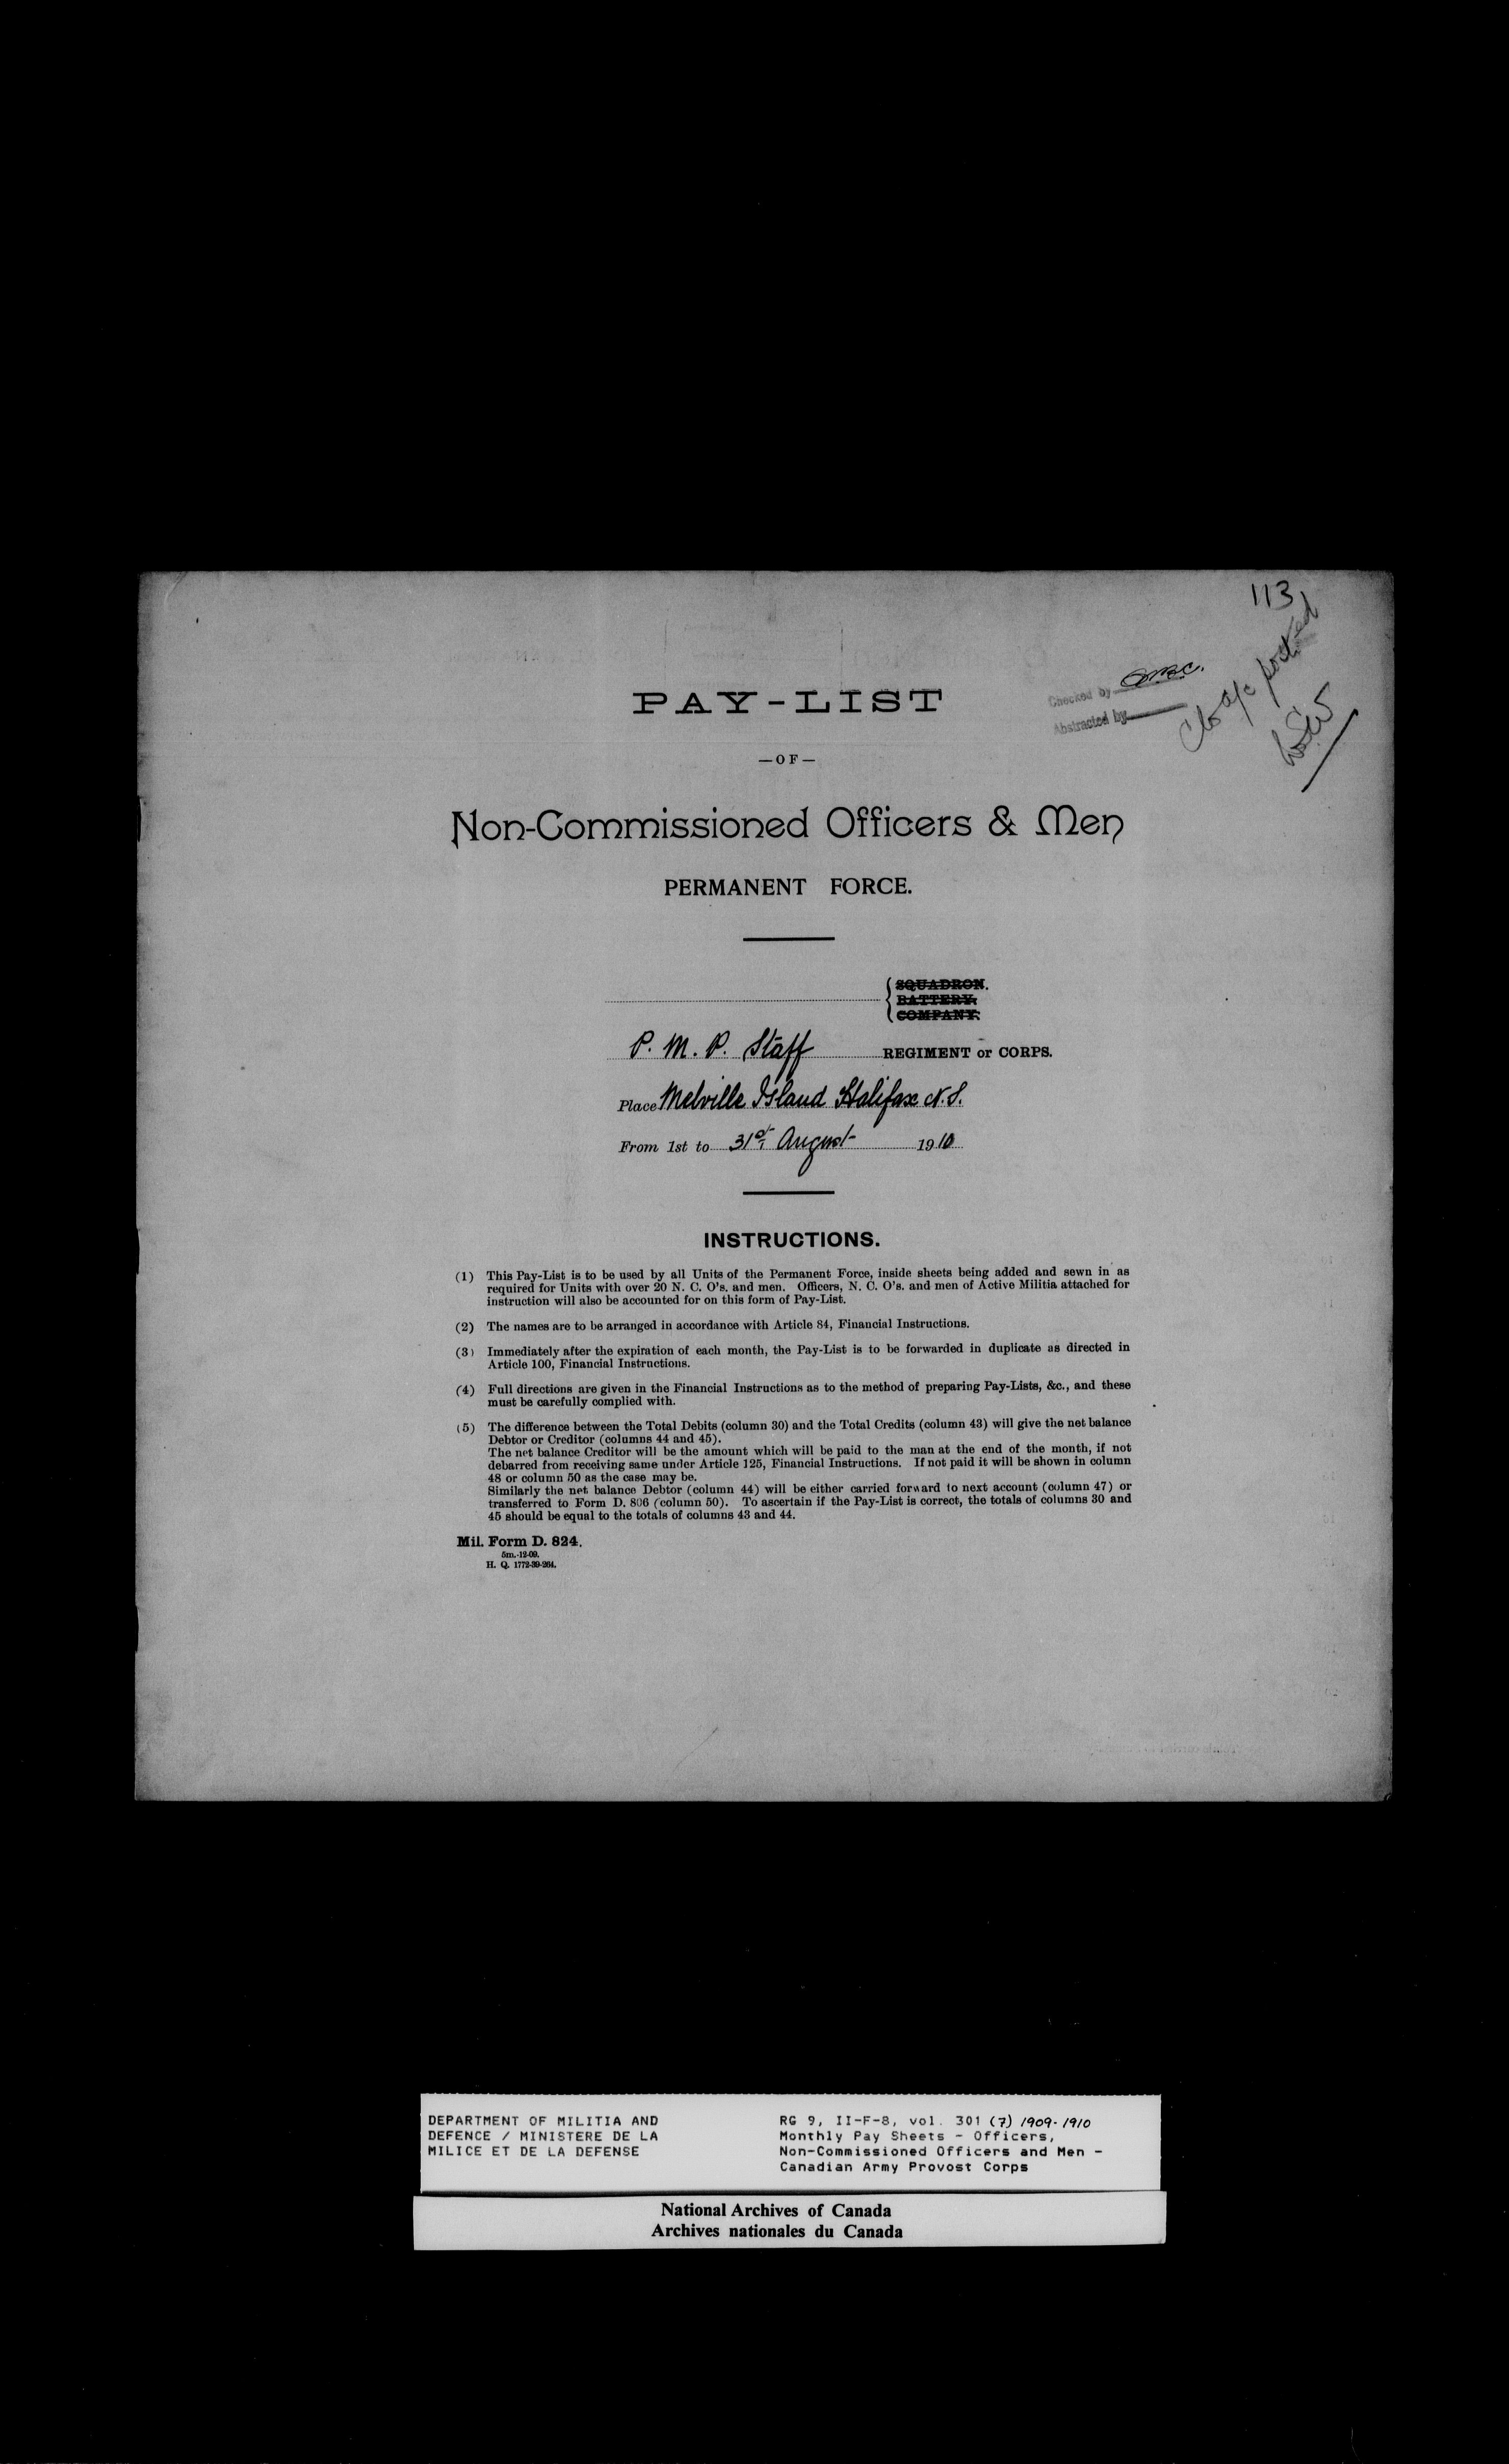 113
Checked by
Abstracted by
posted
PAY-LIST
—OF—
Non-Commissioned Officers & Men
PERMANENT FORCE.
SQUADRON.
BATTERY.
COMPANY.
P. M. P. Staff REGIMENT or CORPS.
Place Melville Island Halifax N.S.
From 1st to 31st August 1910
INSTRUCTIONS.
(1) This Pay-List is to be used by all Units of the Permanent Force, inside sheets being added and sewn in as
required for Units with over 20 N. C. O's. and men. Officers, N. C. O's. and men of Active Militia attached for
instruction will also be accounted for on this form of Pay-List.
(2) The names are to be arranged in accordance with Article 84, Financial Instructions.
(3) Immediately after the expiration of each month, the Pay-List is to be forwarded in duplicate as directed in
Article 100, Financial Instructions.
(4) Full directions are given in the Financial Instructions as to the method of preparing Pay-Lists, &c., and these
must be carefully complied with.
(5) The difference between the Total Debits (column 30) and the Total Credits (column 43) will give the net balance
Debtor or Creditor (columns 44 and 45).
The net balance Creditor will be the amount which will be paid to the man at the end of the month, if not
debarred from receiving same under Article 125, Financial Instructions. If not paid it will be shown in column
48 or column 50 as the case may be.
Similarly the net balance Debtor (column 44) will be either carried forward to next account (column 47) or
transferred to Form D. 806 (column 50). To ascertain if the Pay-List is correct, the totals of columns 30 and
45 should be equal to the totals of columns 43 and 44.
Mil. Form D. 824.
5m.-12-09.
H. Q. 1772-39-264.
DEPARTMENT OF MILITIA AND
DEFENCE / MINISTERE DE LA
MILICE ET DE LA DEFENSE
RG 9, II-F-8, vol. 301 (7) 1909-1910
Monthly Pay Sheets - Officers,
Non-Commissioned Officers and Men -
Canadian Army Provost Corps
National Archives of Canada
Archives nationales du Canada